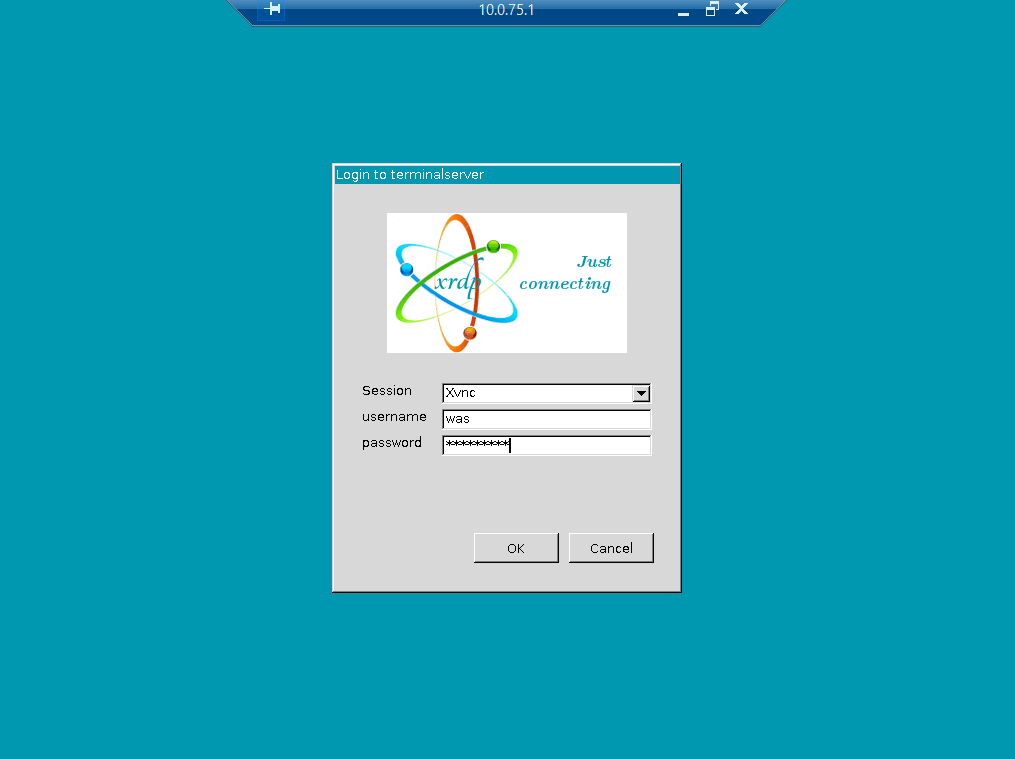 10.0.75.1
Login to terminalserver
xrdp
Just
connecting
Session Xvnc
username was
password *********
OK Cancel